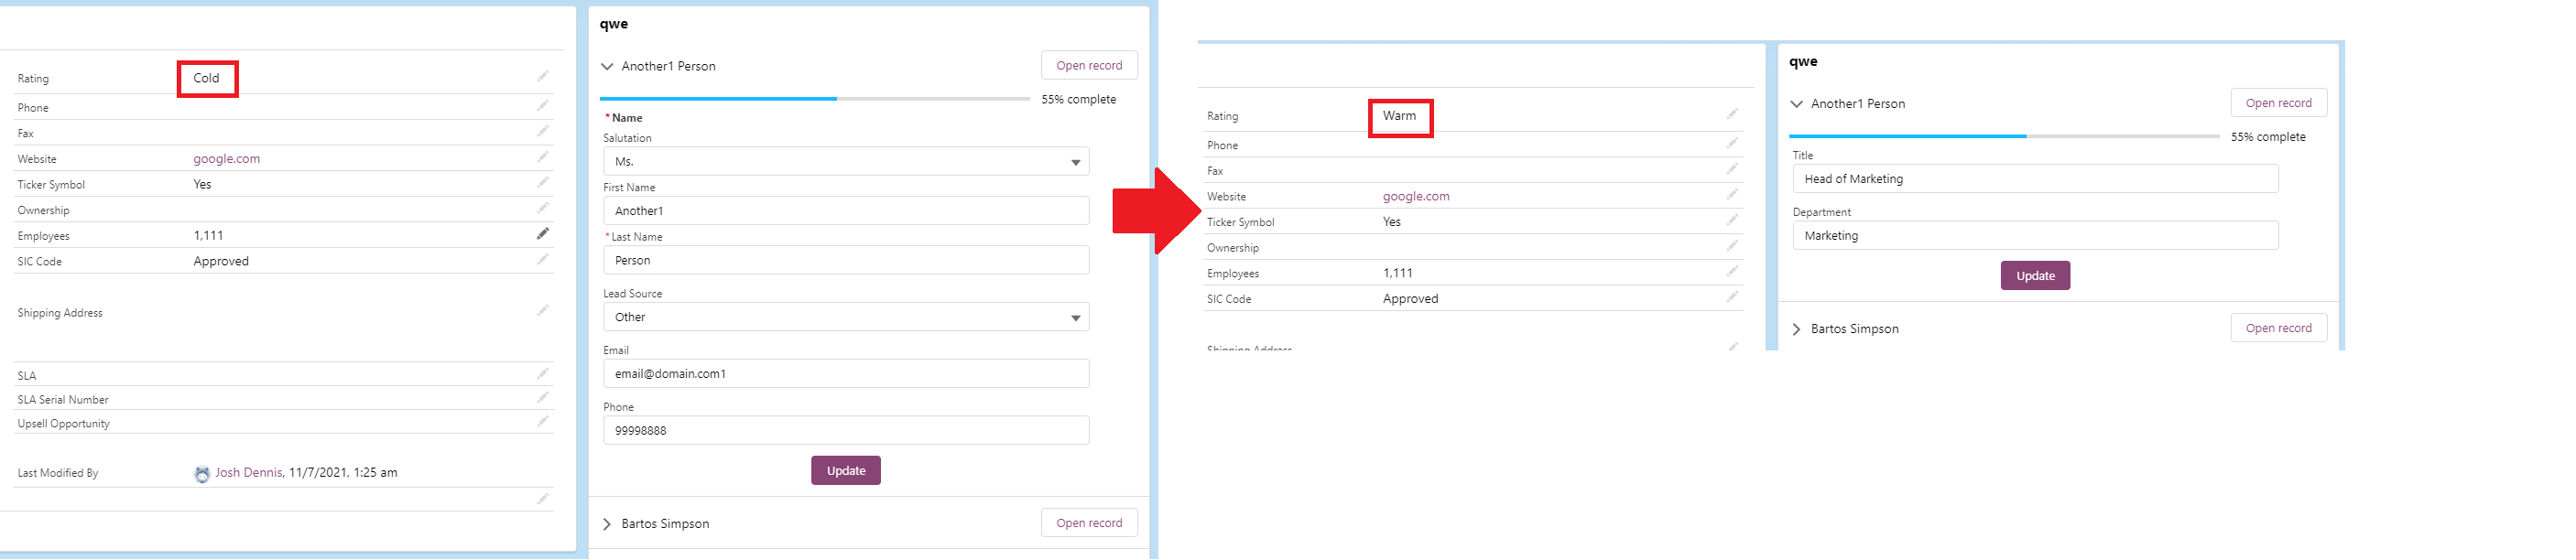 Rating Cold
Phone
Fax
Website google.com
Ticker Symbol Yes
Ownership
Employees 1,111
SIC Code Approved
Shipping Address
SLA
SLA Serial Number
Upsell Opportunity
Last Modified By Josh Dennis, 11/7/2021, 1:25 am
qwe
Another1 Person Open record
55% complete
* Name
Salutation
Ms.
First Name
Another1
* Last Name
Person
Lead Source
Other
Email
email@domain.com1
Phone
99998888
Update
Bartos Simpson Open record
Rating Warm
Phone
Fax
Website google.com
Ticker Symbol Yes
Ownership
Employees 1,111
SIC Code Approved
Shipping Address
qwe
Another1 Person Open record
55% complete
Title
Head of Marketing
Department
Marketing
Update
Bartos Simpson Open record